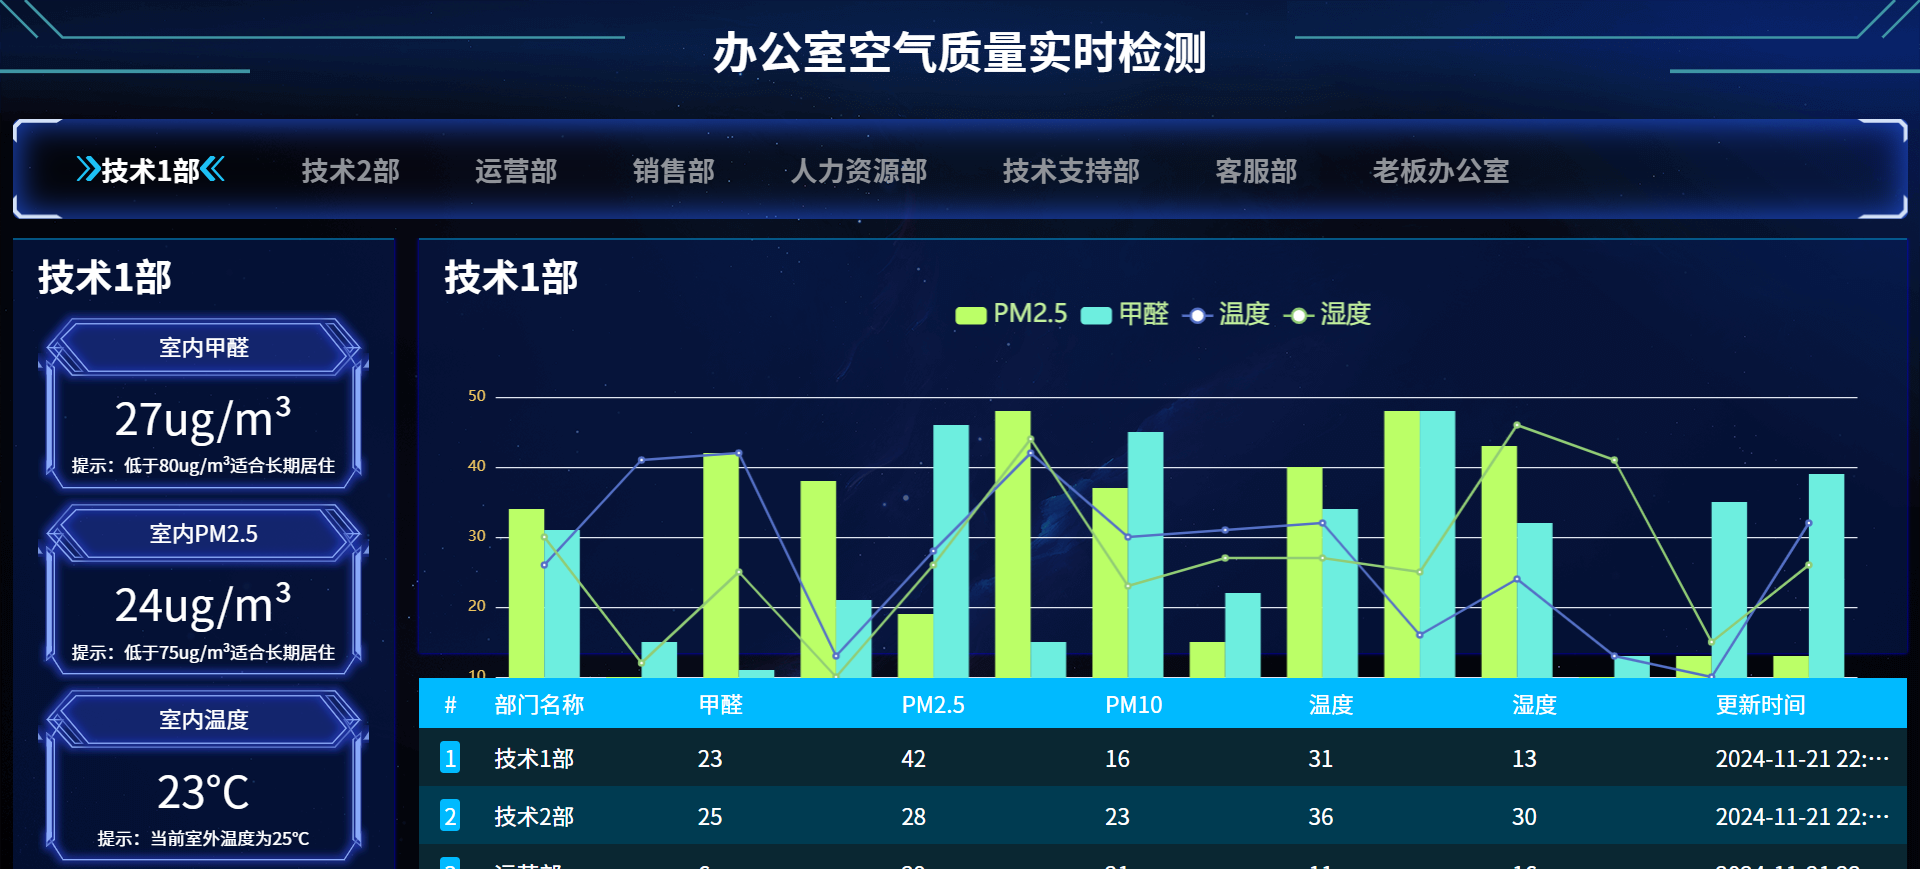 办公室空气质量实时检测
技术1部 技术2部 运营部 销售部 人力资源部 技术支持部 客服部 老板办公室
技术1部
室内甲醛
27ug/m³
提示：低于80ug/m³适合长期居住
室内PM2.5
24ug/m³
提示：低于75ug/m³适合长期居住
室内温度
23℃
提示：当前室外温度为25℃
技术1部
PM2.5 甲醛 温度 湿度
50
40
30
20
10
# 部门名称 甲醛 PM2.5 PM10 温度 湿度 更新时间
1 技术1部 23 42 16 31 13 2024-11-21 22:…
2 技术2部 25 28 23 36 30 2024-11-21 22:…